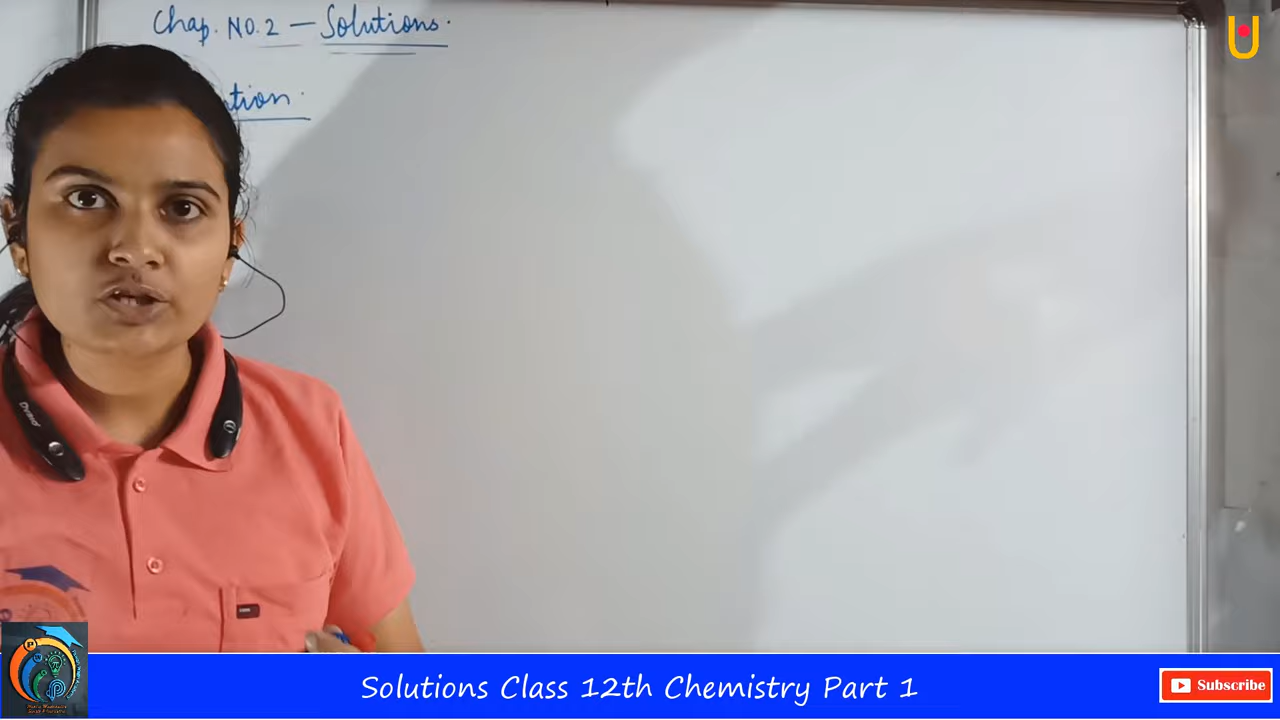 Chap. NO. 2 — Solutions.
Solutions Class 12th Chemistry Part 1
Subscribe